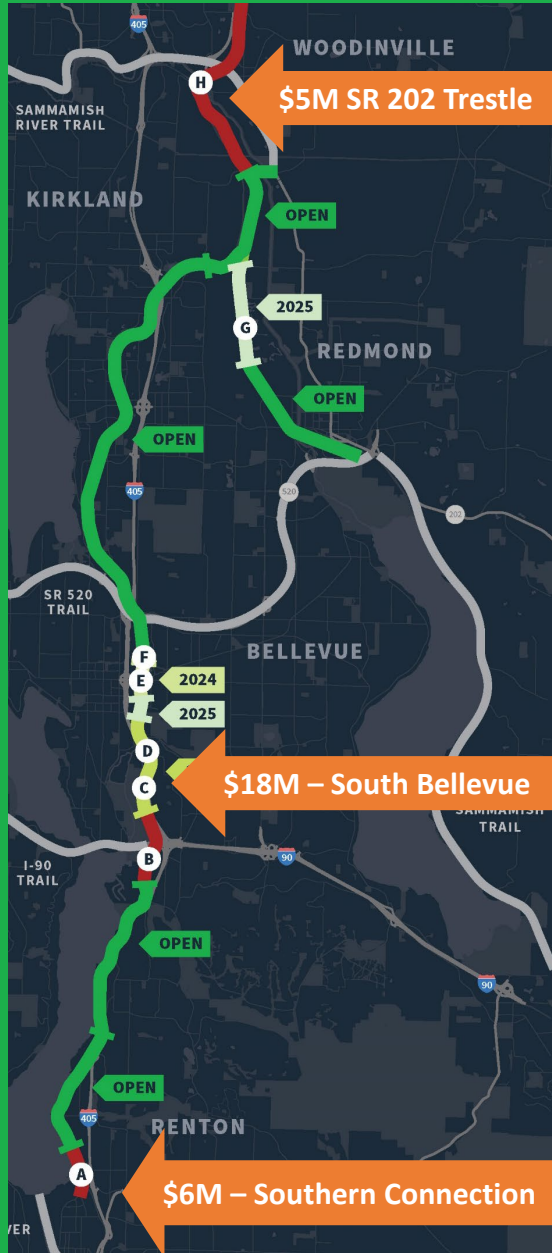 405
WOODINVILLE
H
$5M SR 202 Trestle
SAMMAMISH
RIVER TRAIL
KIRKLAND
OPEN
2025
G
REDMOND
OPEN
OPEN
405
520
202
SR 520
TRAIL
BELLEVUE
F
E
2024
2025
D
C
$18M – South Bellevue
SAMMAMISH
TRAIL
B
I-90
TRAIL
90
OPEN
90
OPEN
405
RENTON
A
$6M – Southern Connection
VER